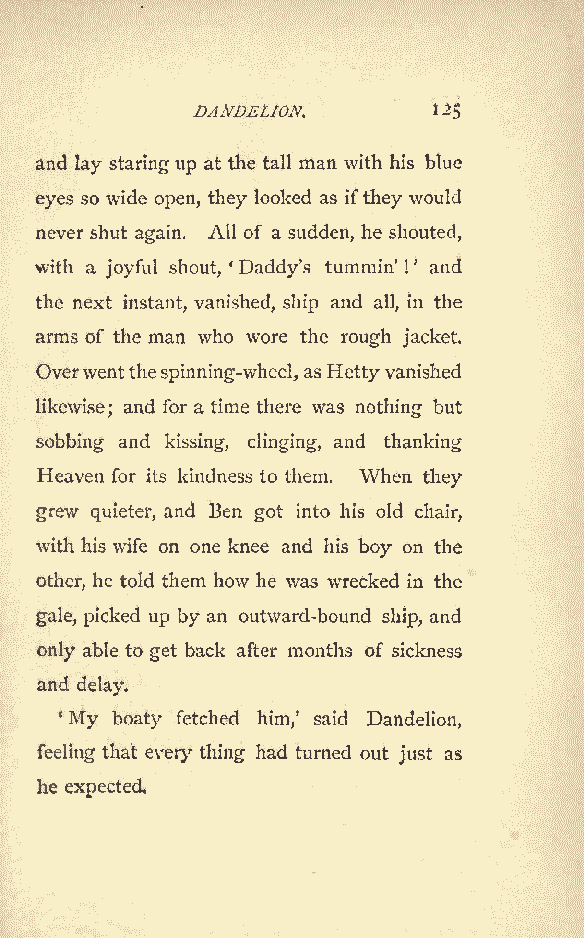 DANDELION. 125
and lay staring up at the tall man with his blue
eyes so wide open, they looked as if they would
never shut again. All of a sudden, he shouted,
with a joyful shout, ‘Daddy’s tummin’!’ and
the next instant, vanished, ship and all, in the
arms of the man who wore the rough jacket.
Over went the spinning-wheel, as Hetty vanished
likewise; and for a time there was nothing but
sobbing and kissing, clinging, and thanking
Heaven for its kindness to them. When they
grew quieter, and Ben got into his old chair,
with his wife on one knee and his boy on the
other, he told them how he was wrecked in the
gale, picked up by an outward-bound ship, and
only able to get back after months of sickness
and delay.
‘My boaty fetched him,’ said Dandelion,
feeling that every thing had turned out just as
he expected.